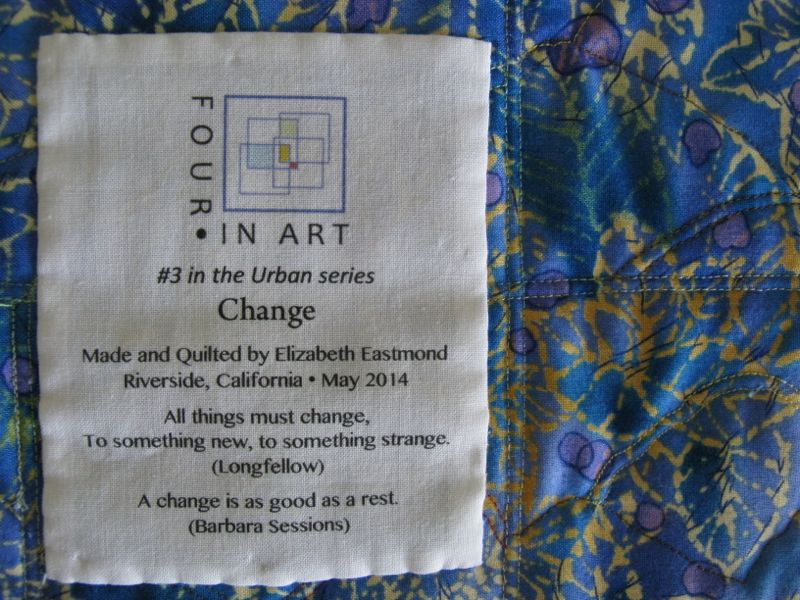 FOUR
• IN ART
#3 in the Urban series
Change
Made and Quilted by Elizabeth Eastmond
Riverside, California • May 2014
All things must change,
To something new, to something strange.
(Longfellow)
A change is as good as a rest.
(Barbara Sessions)